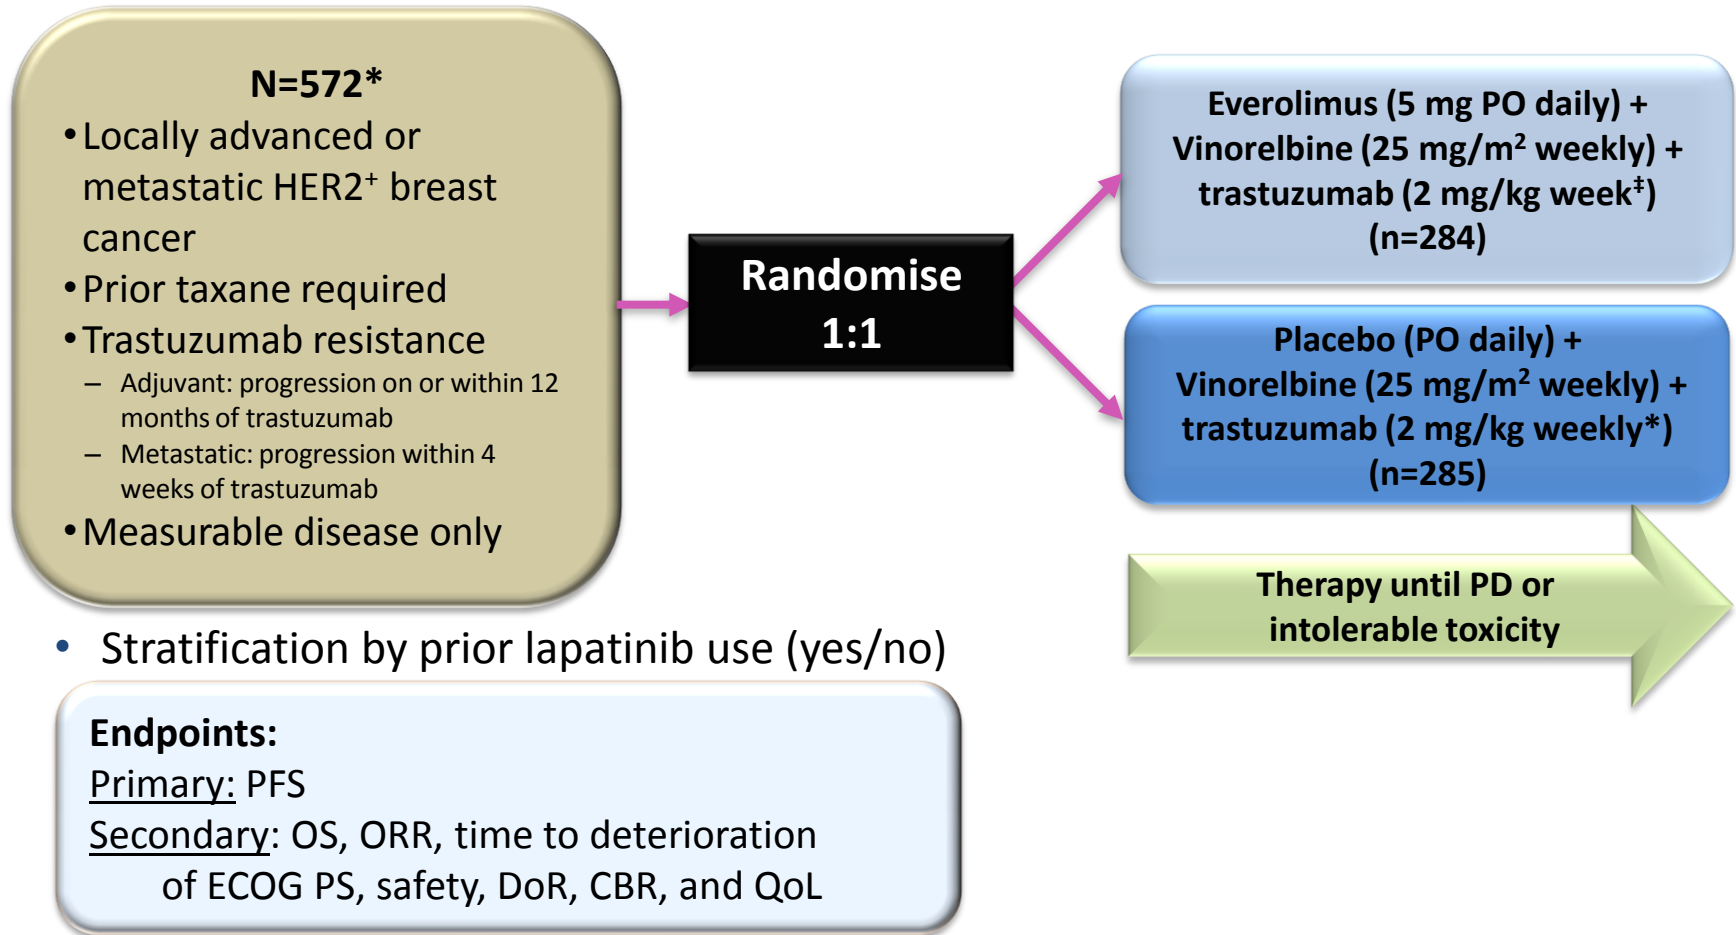 N=572*
•Locally advanced or
metastatic HER2⁺ breast
cancer
•Prior taxane required
•Trastuzumab resistance
– Adjuvant: progression on or within 12
months of trastuzumab
– Metastatic: progression within 4
weeks of trastuzumab
•Measurable disease only
Randomise
1:1
Everolimus (5 mg PO daily) +
Vinorelbine (25 mg/m² weekly) +
trastuzumab (2 mg/kg week‡)
(n=284)
Placebo (PO daily) +
Vinorelbine (25 mg/m² weekly) +
trastuzumab (2 mg/kg weekly*)
(n=285)
Therapy until PD or
intolerable toxicity
• Stratification by prior lapatinib use (yes/no)
Endpoints:
Primary: PFS
Secondary: OS, ORR, time to deterioration
of ECOG PS, safety, DoR, CBR, and QoL